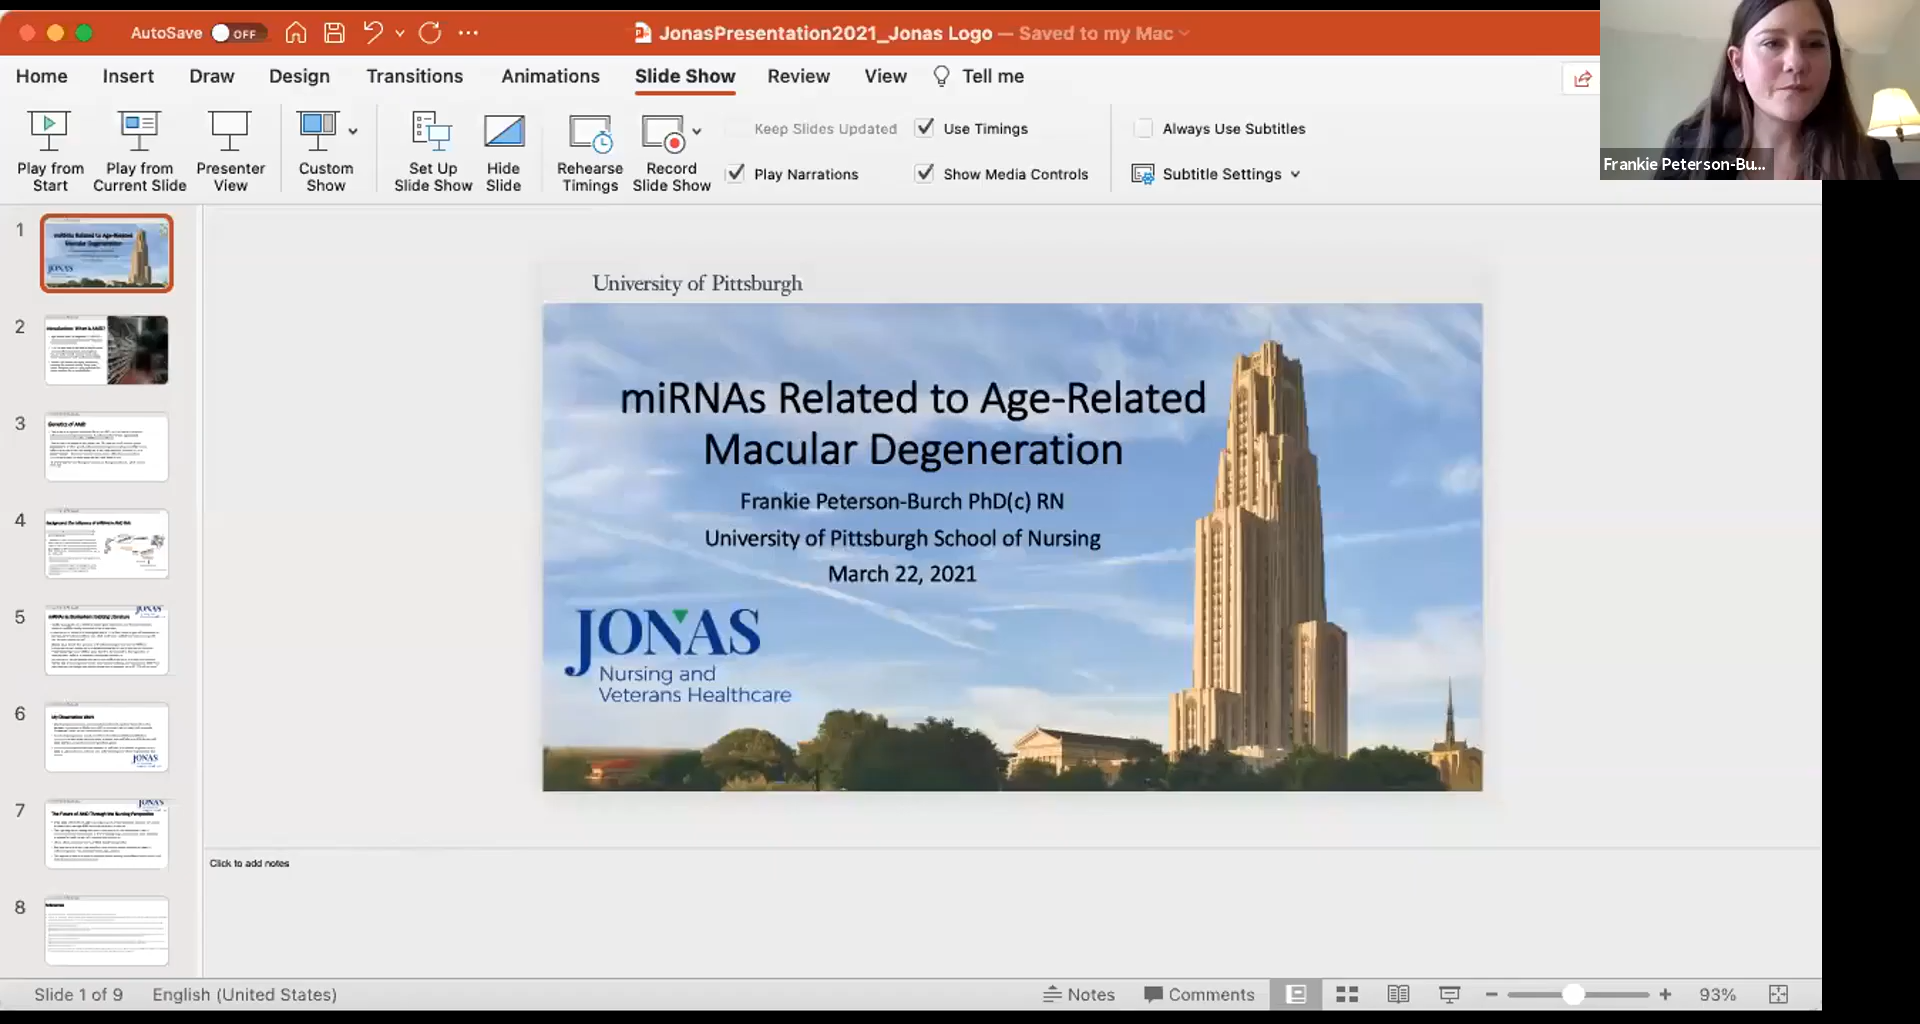 AutoSave OFF
JonasPresentation2021_Jonas Logo — Saved to my Mac
Home Insert Draw Design Transitions Animations Slide Show Review View Tell me
Play from Start
Play from Current Slide
Presenter View
Custom Show
Set Up Slide Show
Hide Slide
Rehearse Timings
Record Slide Show
Keep Slides Updated
Play Narrations
Use Timings
Show Media Controls
Always Use Subtitles
Subtitle Settings
Frankie Peterson-Bu...
1
2
3
4
5
6
7
8
University of Pittsburgh
miRNAs Related to Age-Related
Macular Degeneration
Frankie Peterson-Burch PhD(c) RN
University of Pittsburgh School of Nursing
March 22, 2021
JONAS
Nursing and
Veterans Healthcare
Click to add notes
Slide 1 of 9 English (United States) Notes Comments 93%